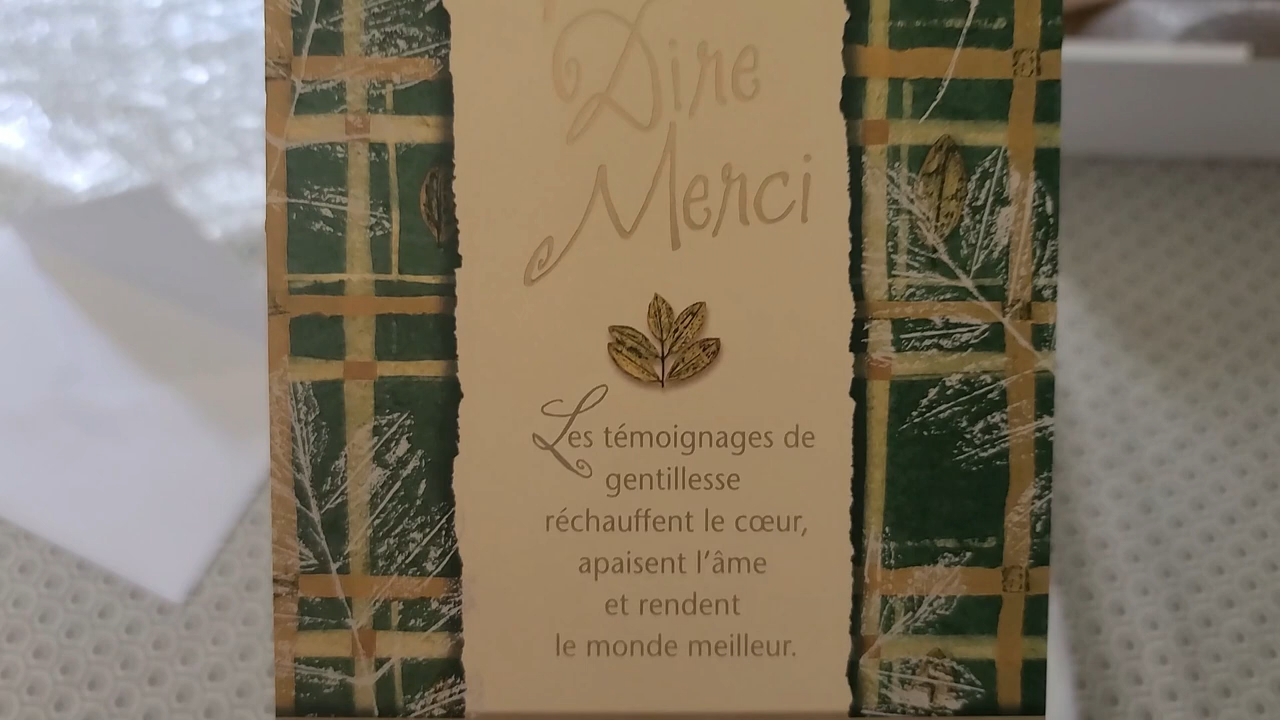 Dire
Merci
Les témoignages de
gentillesse
réchauffent le cœur,
apaisent l’âme
et rendent
le monde meilleur.